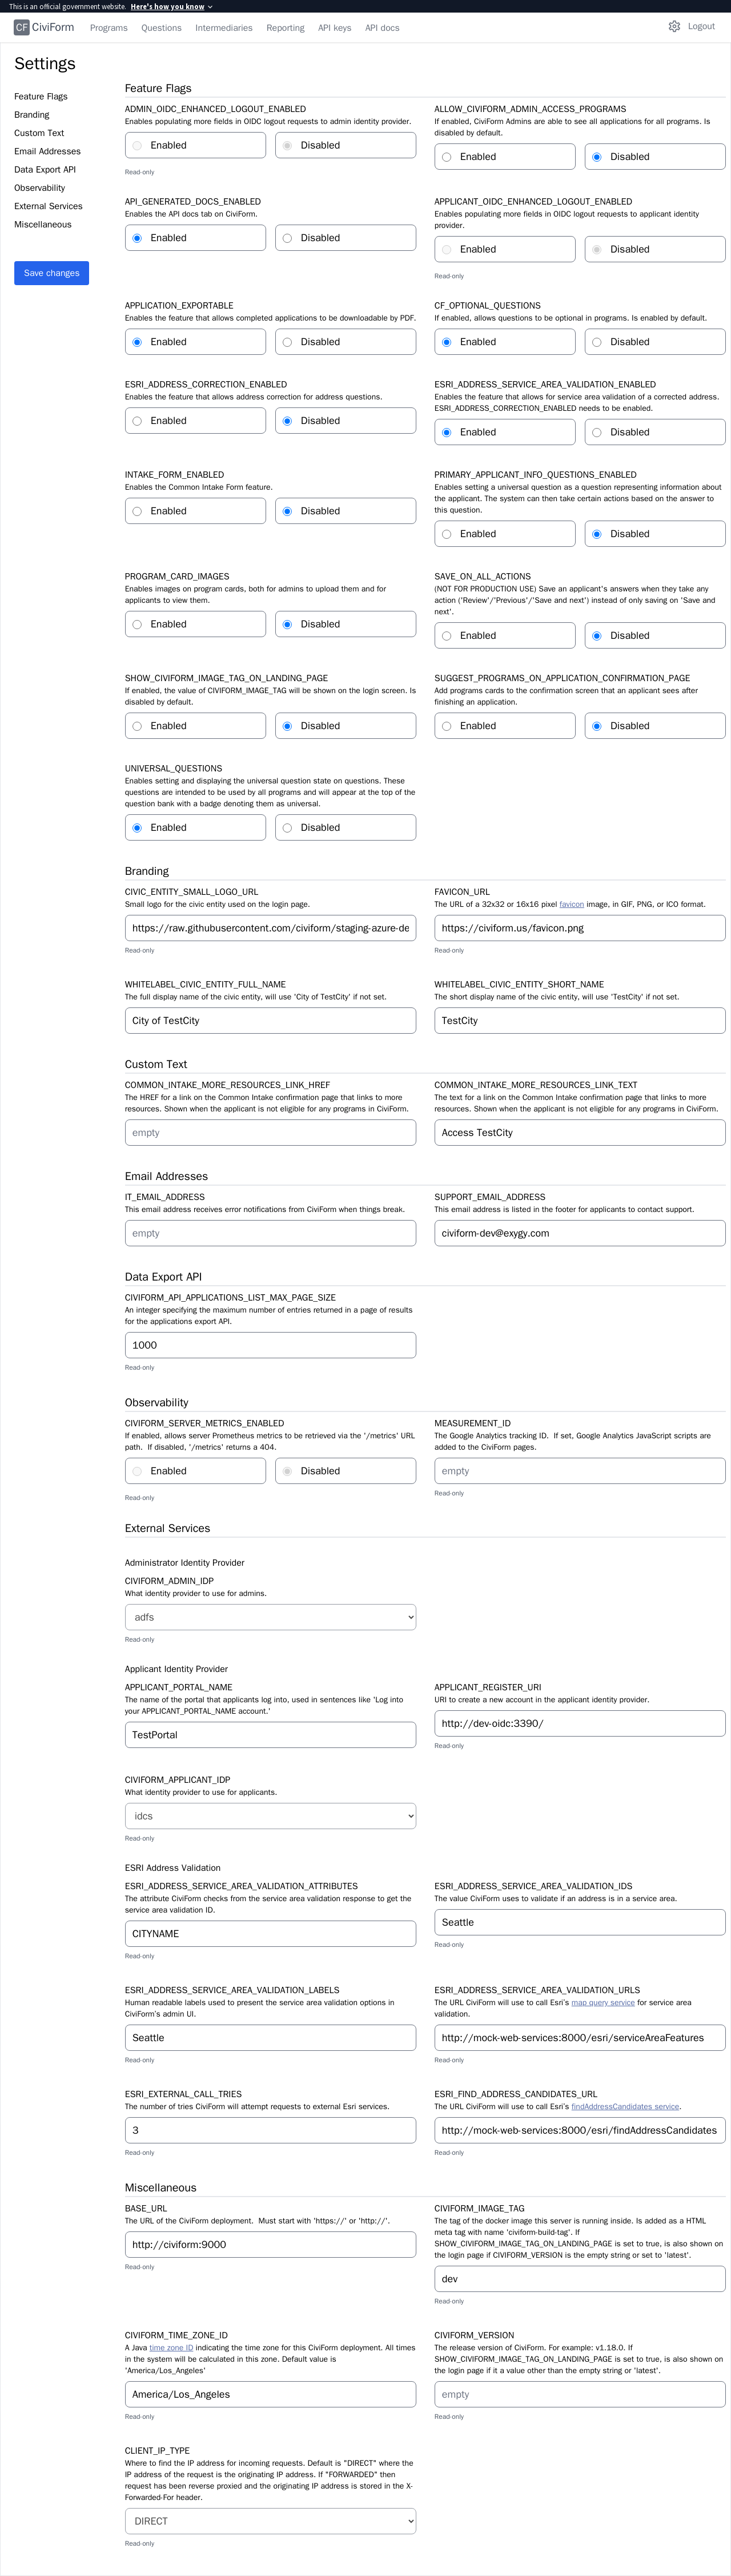 This is an official government website. Here's how you know
CF CiviForm Programs Questions Intermediaries Reporting API keys API docs Logout
Settings
Feature Flags
Branding
Custom Text
Email Addresses
Data Export API
Observability
External Services
Miscellaneous
Save changes
Feature Flags
ADMIN_OIDC_ENHANCED_LOGOUT_ENABLED
Enables populating more fields in OIDC logout requests to admin identity provider.
Enabled Disabled
Read-only
ALLOW_CIVIFORM_ADMIN_ACCESS_PROGRAMS
If enabled, CiviForm Admins are able to see all applications for all programs. Is
disabled by default.
Enabled Disabled
API_GENERATED_DOCS_ENABLED
Enables the API docs tab on CiviForm.
Enabled Disabled
APPLICANT_OIDC_ENHANCED_LOGOUT_ENABLED
Enables populating more fields in OIDC logout requests to applicant identity
provider.
Enabled Disabled
Read-only
APPLICATION_EXPORTABLE
Enables the feature that allows completed applications to be downloadable by PDF.
Enabled Disabled
CF_OPTIONAL_QUESTIONS
If enabled, allows questions to be optional in programs. Is enabled by default.
Enabled Disabled
ESRI_ADDRESS_CORRECTION_ENABLED
Enables the feature that allows address correction for address questions.
Enabled Disabled
ESRI_ADDRESS_SERVICE_AREA_VALIDATION_ENABLED
Enables the feature that allows for service area validation of a corrected address.
ESRI_ADDRESS_CORRECTION_ENABLED needs to be enabled.
Enabled Disabled
INTAKE_FORM_ENABLED
Enables the Common Intake Form feature.
Enabled Disabled
PRIMARY_APPLICANT_INFO_QUESTIONS_ENABLED
Enables setting a universal question as a question representing information about
the applicant. The system can then take certain actions based on the answer to
this question.
Enabled Disabled
PROGRAM_CARD_IMAGES
Enables images on program cards, both for admins to upload them and for
applicants to view them.
Enabled Disabled
SAVE_ON_ALL_ACTIONS
(NOT FOR PRODUCTION USE) Save an applicant's answers when they take any
action ('Review'/'Previous'/'Save and next') instead of only saving on 'Save and
next'.
Enabled Disabled
SHOW_CIVIFORM_IMAGE_TAG_ON_LANDING_PAGE
If enabled, the value of CIVIFORM_IMAGE_TAG will be shown on the login screen. Is
disabled by default.
Enabled Disabled
SUGGEST_PROGRAMS_ON_APPLICATION_CONFIRMATION_PAGE
Add programs cards to the confirmation screen that an applicant sees after
finishing an application.
Enabled Disabled
UNIVERSAL_QUESTIONS
Enables setting and displaying the universal question state on questions. These
questions are intended to be used by all programs and will appear at the top of the
question bank with a badge denoting them as universal.
Enabled Disabled
Branding
CIVIC_ENTITY_SMALL_LOGO_URL
Small logo for the civic entity used on the login page.
https://raw.githubusercontent.com/civiform/staging-azure-de
Read-only
FAVICON_URL
The URL of a 32x32 or 16x16 pixel favicon image, in GIF, PNG, or ICO format.
https://civiform.us/favicon.png
Read-only
WHITELABEL_CIVIC_ENTITY_FULL_NAME
The full display name of the civic entity, will use 'City of TestCity' if not set.
City of TestCity
WHITELABEL_CIVIC_ENTITY_SHORT_NAME
The short display name of the civic entity, will use 'TestCity' if not set.
TestCity
Custom Text
COMMON_INTAKE_MORE_RESOURCES_LINK_HREF
The HREF for a link on the Common Intake confirmation page that links to more
resources. Shown when the applicant is not eligible for any programs in CiviForm.
empty
COMMON_INTAKE_MORE_RESOURCES_LINK_TEXT
The text for a link on the Common Intake confirmation page that links to more
resources. Shown when the applicant is not eligible for any programs in CiviForm.
Access TestCity
Email Addresses
IT_EMAIL_ADDRESS
This email address receives error notifications from CiviForm when things break.
empty
SUPPORT_EMAIL_ADDRESS
This email address is listed in the footer for applicants to contact support.
civiform-dev@exygy.com
Data Export API
CIVIFORM_API_APPLICATIONS_LIST_MAX_PAGE_SIZE
An integer specifying the maximum number of entries returned in a page of results
for the applications export API.
1000
Read-only
Observability
CIVIFORM_SERVER_METRICS_ENABLED
If enabled, allows server Prometheus metrics to be retrieved via the '/metrics' URL
path.  If disabled, '/metrics' returns a 404.
Enabled Disabled
Read-only
MEASUREMENT_ID
The Google Analytics tracking ID.  If set, Google Analytics JavaScript scripts are
added to the CiviForm pages.
empty
Read-only
External Services
Administrator Identity Provider
CIVIFORM_ADMIN_IDP
What identity provider to use for admins.
adfs
Read-only
Applicant Identity Provider
APPLICANT_PORTAL_NAME
The name of the portal that applicants log into, used in sentences like 'Log into
your APPLICANT_PORTAL_NAME account.'
TestPortal
APPLICANT_REGISTER_URI
URI to create a new account in the applicant identity provider.
http://dev-oidc:3390/
Read-only
CIVIFORM_APPLICANT_IDP
What identity provider to use for applicants.
idcs
Read-only
ESRI Address Validation
ESRI_ADDRESS_SERVICE_AREA_VALIDATION_ATTRIBUTES
The attribute CiviForm checks from the service area validation response to get the
service area validation ID.
CITYNAME
Read-only
ESRI_ADDRESS_SERVICE_AREA_VALIDATION_IDS
The value CiviForm uses to validate if an address is in a service area.
Seattle
Read-only
ESRI_ADDRESS_SERVICE_AREA_VALIDATION_LABELS
Human readable labels used to present the service area validation options in
CiviForm's admin UI.
Seattle
Read-only
ESRI_ADDRESS_SERVICE_AREA_VALIDATION_URLS
The URL CiviForm will use to call Esri's map query service for service area
validation.
http://mock-web-services:8000/esri/serviceAreaFeatures
Read-only
ESRI_EXTERNAL_CALL_TRIES
The number of tries CiviForm will attempt requests to external Esri services.
3
Read-only
ESRI_FIND_ADDRESS_CANDIDATES_URL
The URL CiviForm will use to call Esri's findAddressCandidates service.
http://mock-web-services:8000/esri/findAddressCandidates
Read-only
Miscellaneous
BASE_URL
The URL of the CiviForm deployment.  Must start with 'https://' or 'http://'.
http://civiform:9000
Read-only
CIVIFORM_IMAGE_TAG
The tag of the docker image this server is running inside. Is added as a HTML
meta tag with name 'civiform-build-tag'. If
SHOW_CIVIFORM_IMAGE_TAG_ON_LANDING_PAGE is set to true, is also shown on
the login page if CIVIFORM_VERSION is the empty string or set to 'latest'.
dev
Read-only
CIVIFORM_TIME_ZONE_ID
A Java time zone ID indicating the time zone for this CiviForm deployment. All times
in the system will be calculated in this zone. Default value is
'America/Los_Angeles'
America/Los_Angeles
Read-only
CIVIFORM_VERSION
The release version of CiviForm. For example: v1.18.0. If
SHOW_CIVIFORM_IMAGE_TAG_ON_LANDING_PAGE is set to true, is also shown on
the login page if it a value other than the empty string or 'latest'.
empty
Read-only
CLIENT_IP_TYPE
Where to find the IP address for incoming requests. Default is "DIRECT" where the
IP address of the request is the originating IP address. If "FORWARDED" then
request has been reverse proxied and the originating IP address is stored in the X-
Forwarded-For header.
DIRECT
Read-only